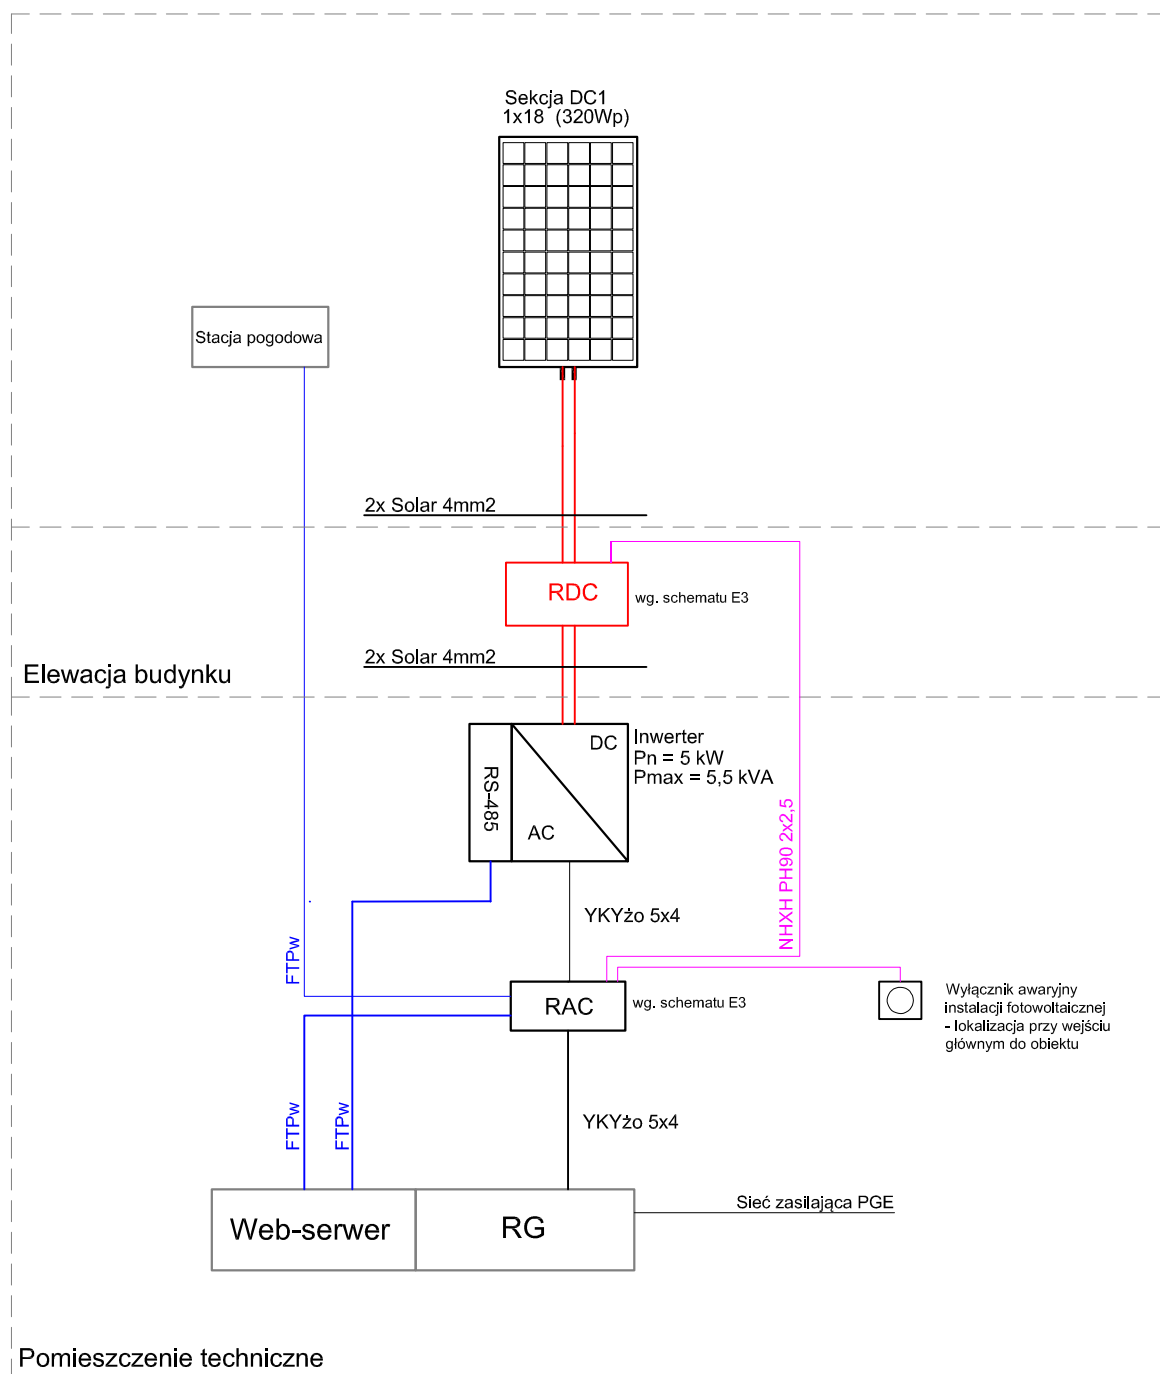 Sekcja DC1
1x18 (320Wp)
Stacja pogodowa
2x Solar 4mm2
RDC
wg. schematu E3
2x Solar 4mm2
Elewacja budynku
RS-485
DC
AC
Inwerter
Pn = 5 kW
Pmax = 5,5 kVA
NHXH PH90 2x2,5
YKYżo 5x4
FTPw
RAC
wg. schematu E3
Wyłącznik awaryjny
instalacji fotowoltaicznej
- lokalizacja przy wejściu
głównym do obiektu
FTPw
FTPw
YKYżo 5x4
Sieć zasilająca PGE
Web-serwer
RG
Pomieszczenie techniczne